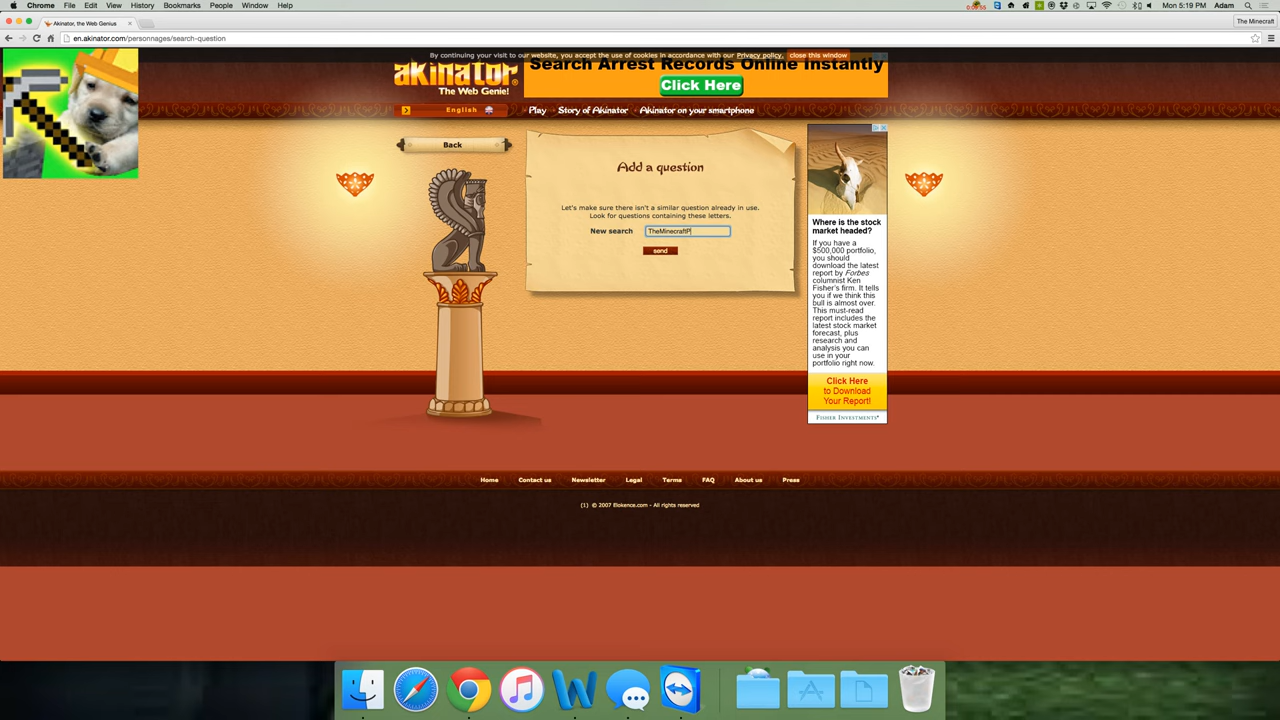 Chrome File Edit View History Bookmarks People Window Help
Mon 5:19 PM Adam
Akinator, the Web Genius
The Minecraft
en.akinator.com/personnages/search-question
By continuing your visit to our website, you accept the use of cookies in accordance with our Privacy policy. close this window
akinator
The Web Genie!
Search Arrest Records Online Instantly
Click Here
English
Play Story of Akinator Akinator on your smartphone
Back
Add a question
Let's make sure there isn't a similar question already in use.
Look for questions containing these letters.
New search TheMinecraftP
send
Where is the stock
market headed?
If you have a
$500,000 portfolio,
you should
download the latest
report by Forbes
columnist Ken
Fisher's firm. It tells
you if we think this
bull is almost over.
This must-read
report includes the
latest stock market
forecast, plus
research and
analysis you can
use in your
portfolio right now.
Click Here
to Download
Your Report!
FISHER INVESTMENTS
Home Contact us Newsletter Legal Terms FAQ About us Press
(1) © 2007 Elokence.com - All rights reserved